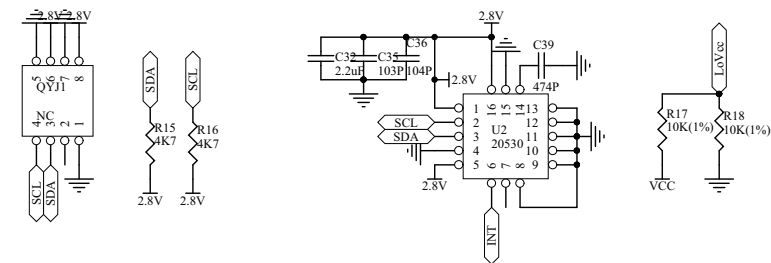 2.8V 2.8V
5 6 7 8
QYJ1
NC
4 3 2 1
SCL
SDA
SDA
SCL
R15
4K7
R16
4K7
2.8V
2.8V
2.8V
C32
2.2uF
C35
103P
C36
104P
2.8V
C39
474P
16 15 14
1
2
3
4
5
13
12
11
10
9
U2
20530
6 7 8
SCL
SDA
2.8V
INT
LoVcc
R17
10K(1%)
R18
10K(1%)
VCC